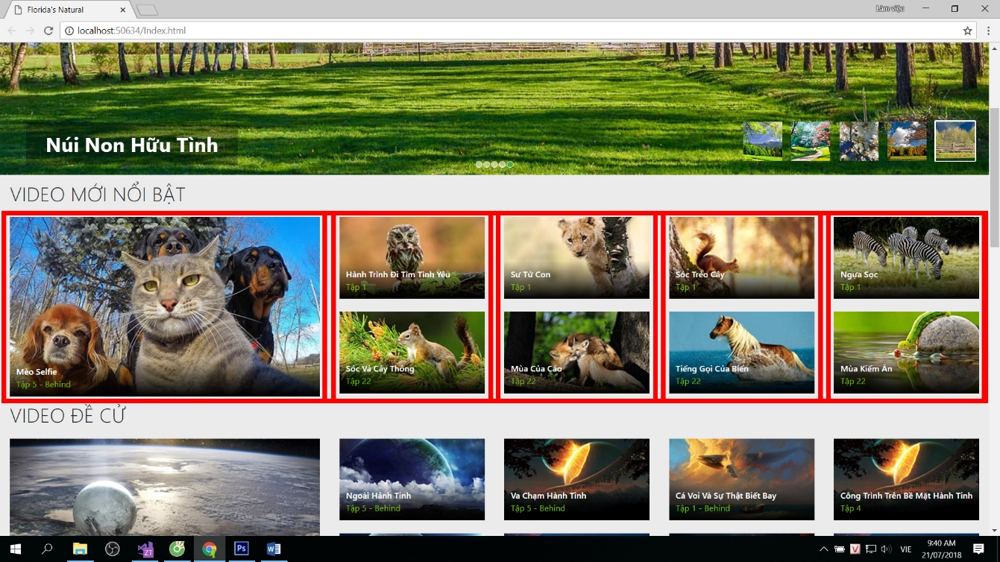 Florida's Natural
Làm việc
localhost:50634/Index.html
Núi Non Hữu Tình
VIDEO MỚI NỔI BẬT
Mèo Selfie
Tập 5 - Behind
Hành Trình Đi Tìm Tình Yêu
Tập 1
Sư Tử Con
Tập 1
Sóc Trèo Cây
Tập 1
Ngựa Sọc
Tập 1
Sóc Và Cây Thông
Tập 22
Mùa Của Cáo
Tập 22
Tiếng Gọi Của Biển
Tập 22
Mùa Kiếm Ăn
Tập 22
VIDEO ĐỀ CỬ
Ngoài Hành Tinh
Tập 5 - Behind
Va Chạm Hành Tinh
Tập 5 - Behind
Cá Voi Và Sự Thật Biết Bay
Tập 1 - Behind
Công Trình Trên Bề Mặt Hành Tinh
Tập 4
ZT
Ps
V
VIE
9:40 AM
21/07/2018